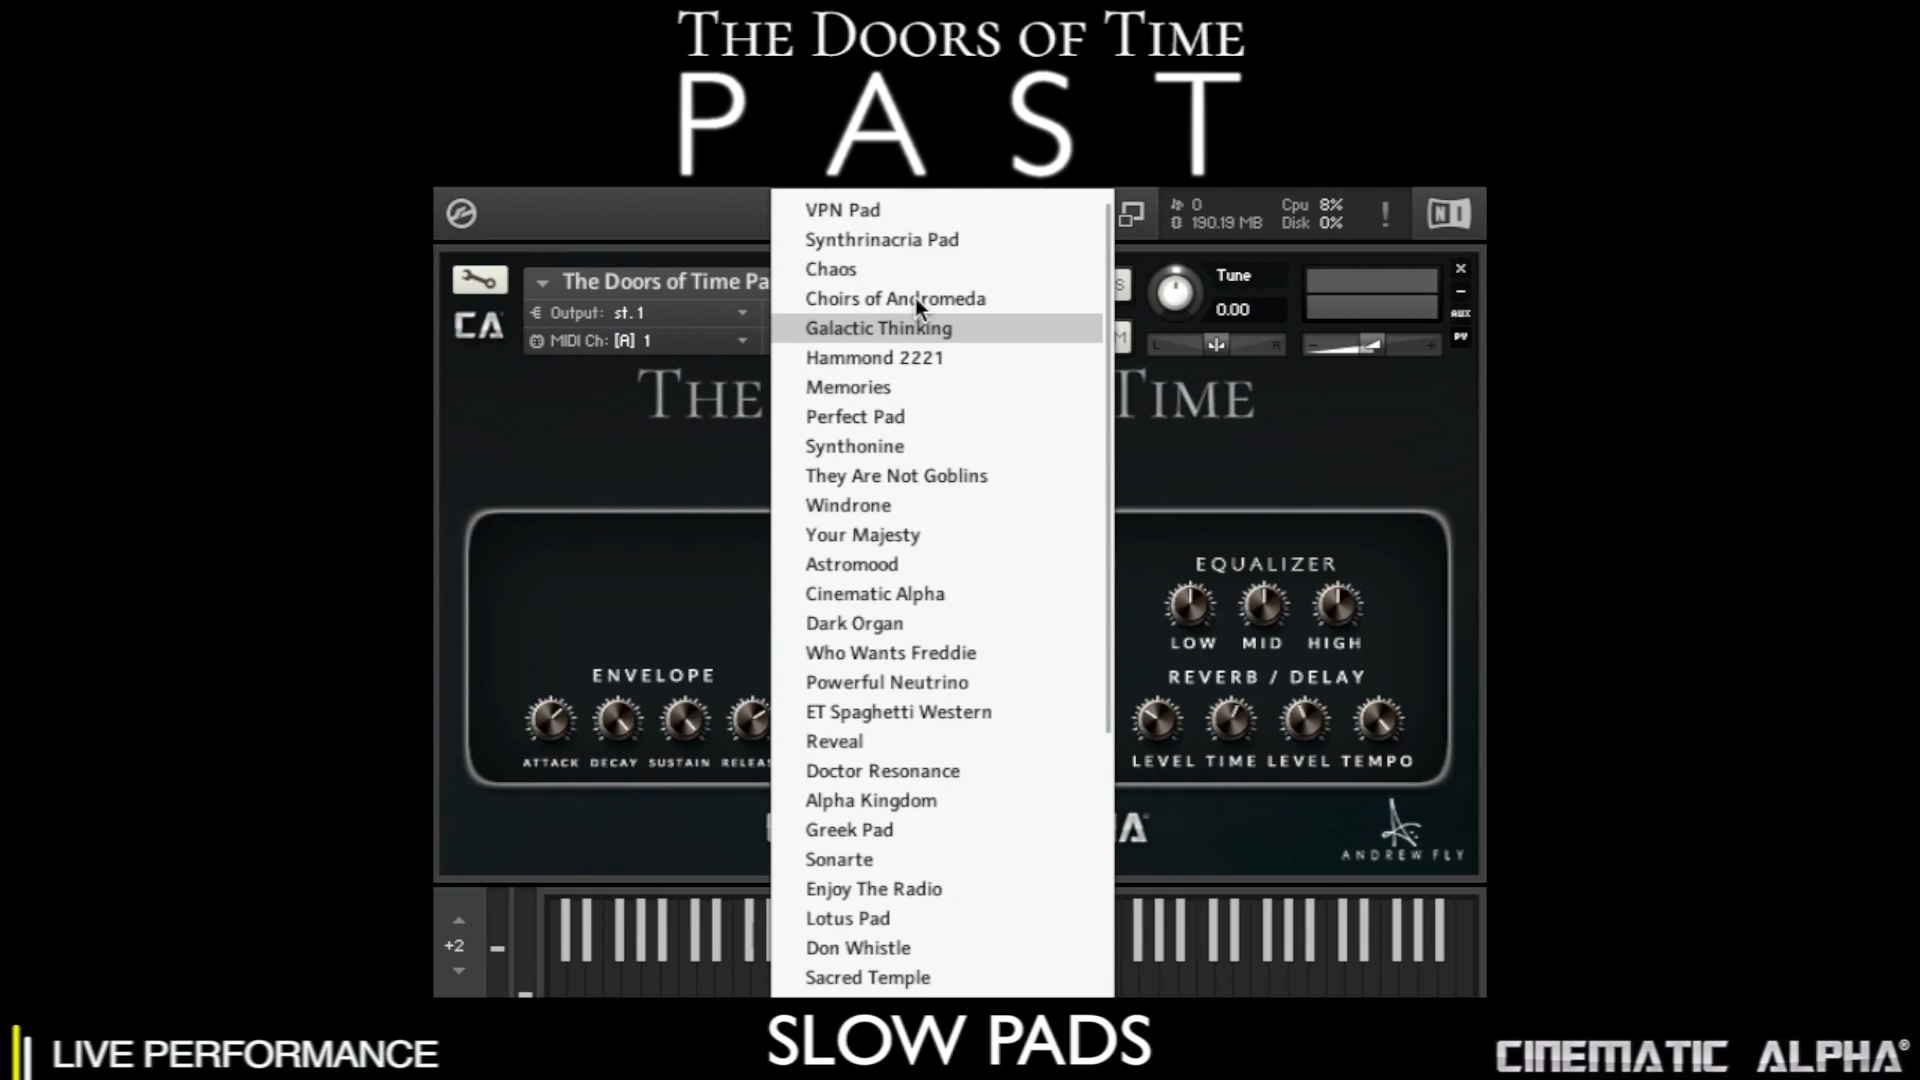 THE DOORS OF TIME
PAST
0
190.19 MB
Cpu 8%
Disk 0%
NI
The Doors of Time Pa
Output: st.1
MIDI Ch: [A] 1
CA
S
M
Tune
0.00
AUX
PV
L R
THE TIME
VPN Pad
Synthrinacria Pad
Chaos
Choirs of Andromeda
Galactic Thinking
Hammond 2221
Memories
Perfect Pad
Synthonine
They Are Not Goblins
Windrone
Your Majesty
Astromood
Cinematic Alpha
Dark Organ
Who Wants Freddie
Powerful Neutrino
ET Spaghetti Western
Reveal
Doctor Resonance
Alpha Kingdom
Greek Pad
Sonarte
Enjoy The Radio
Lotus Pad
Don Whistle
Sacred Temple
ENVELOPE
ATTACK DECAY SUSTAIN RELEAS
EQUALIZER
LOW MID HIGH
REVERB / DELAY
LEVEL TIME LEVEL TEMPO
A
ANDREW FLY
+2
LIVE PERFORMANCE
SLOW PADS
CINEMATIC ALPHA®